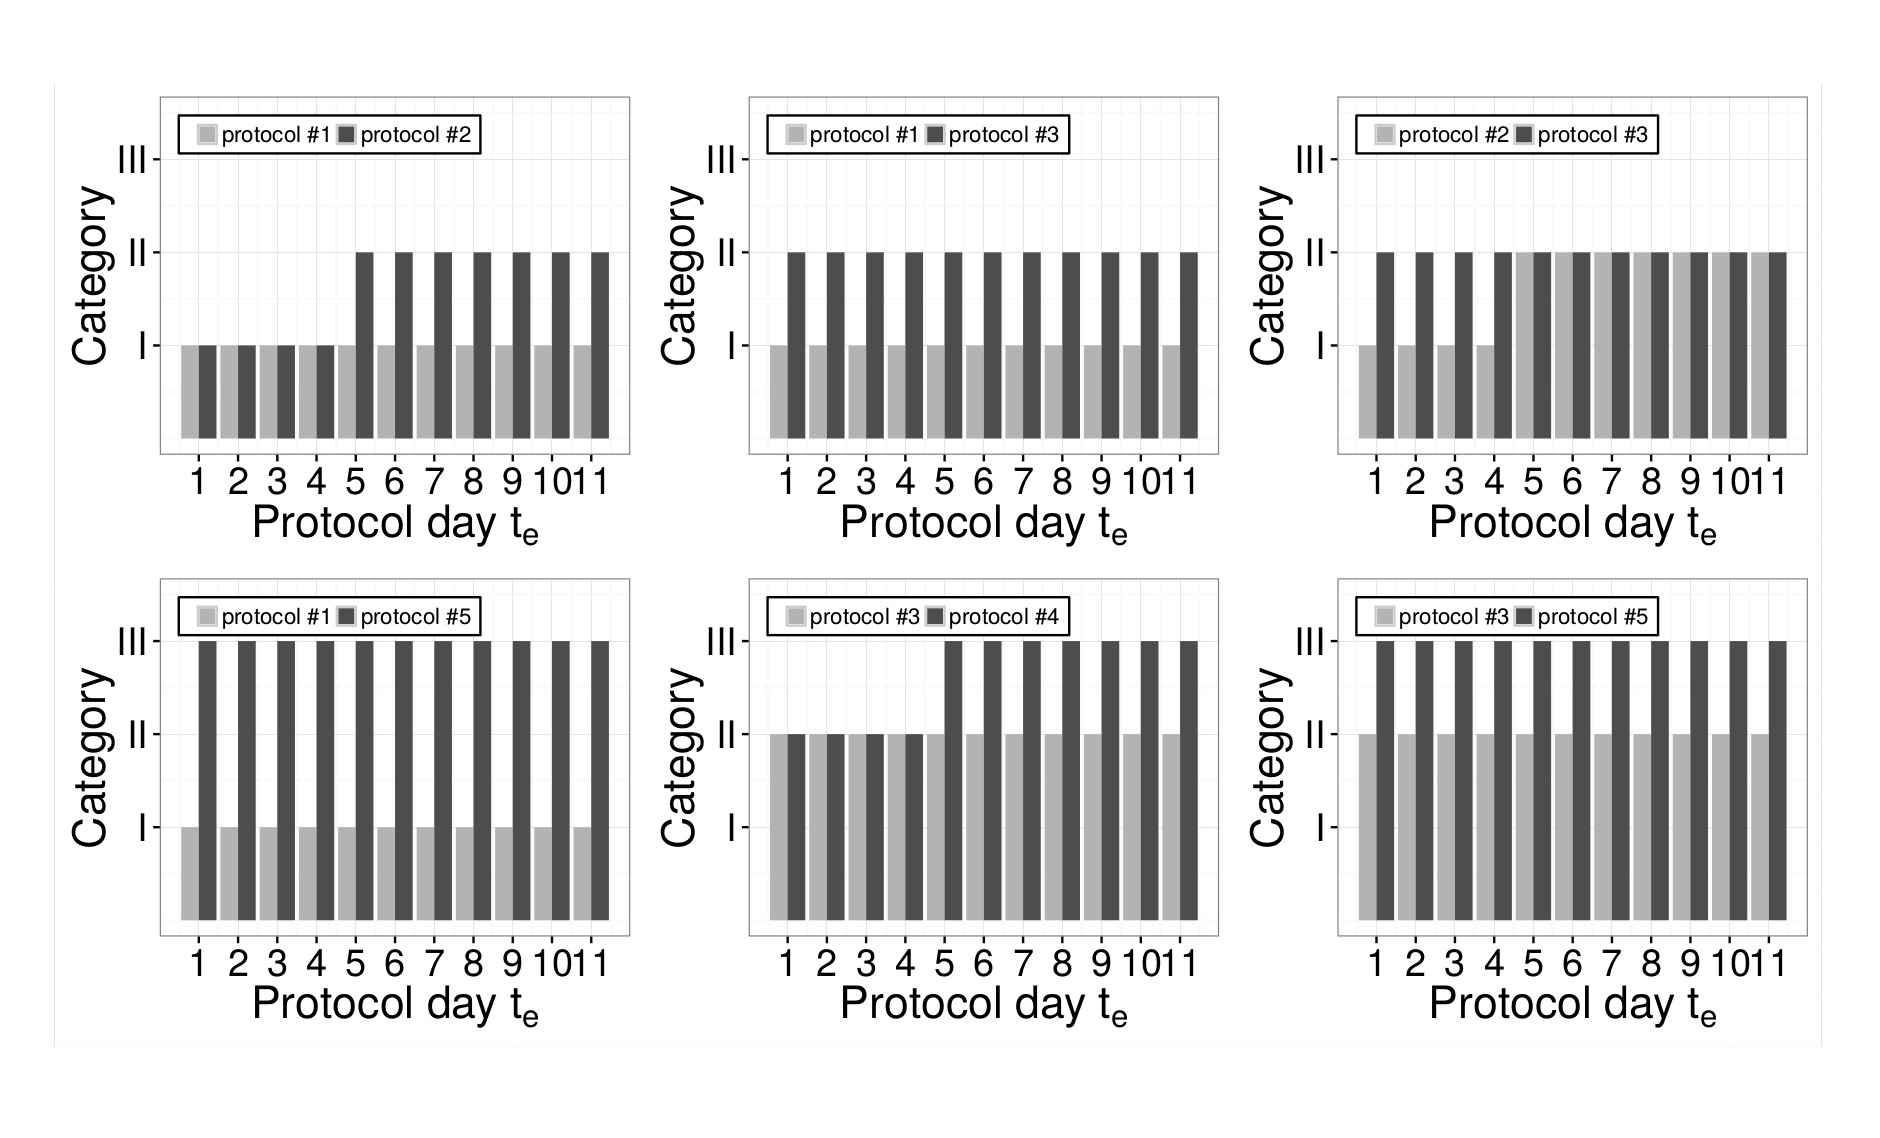 protocol #1 protocol #2
III
II
I
Category
1 2 3 4 5 6 7 8 9 10 11
Protocol day te
protocol #1 protocol #3
III
II
I
Category
1 2 3 4 5 6 7 8 9 10 11
Protocol day te
protocol #2 protocol #3
III
II
I
Category
1 2 3 4 5 6 7 8 9 10 11
Protocol day te
protocol #1 protocol #5
III
II
I
Category
1 2 3 4 5 6 7 8 9 10 11
Protocol day te
protocol #3 protocol #4
III
II
I
Category
1 2 3 4 5 6 7 8 9 10 11
Protocol day te
protocol #3 protocol #5
III
II
I
Category
1 2 3 4 5 6 7 8 9 10 11
Protocol day te